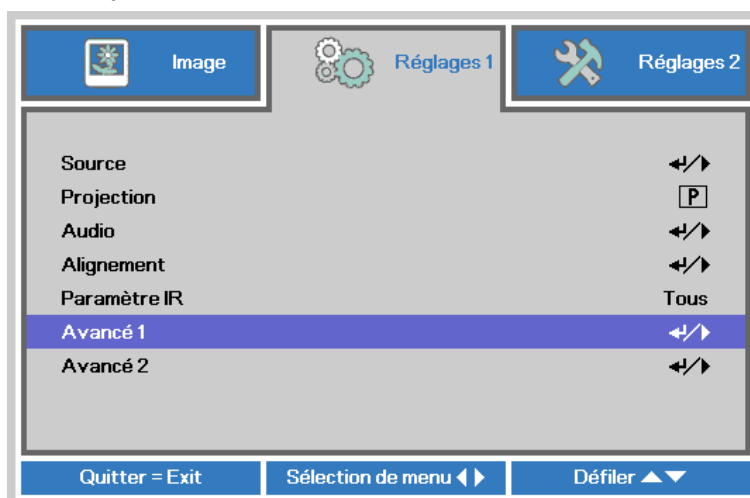 Image
Réglages 1
Réglages 2
Source
Projection P
Audio
Alignement
Paramètre IR Tous
Avancé 1
Avancé 2
Quitter = Exit
Sélection de menu
Défiler